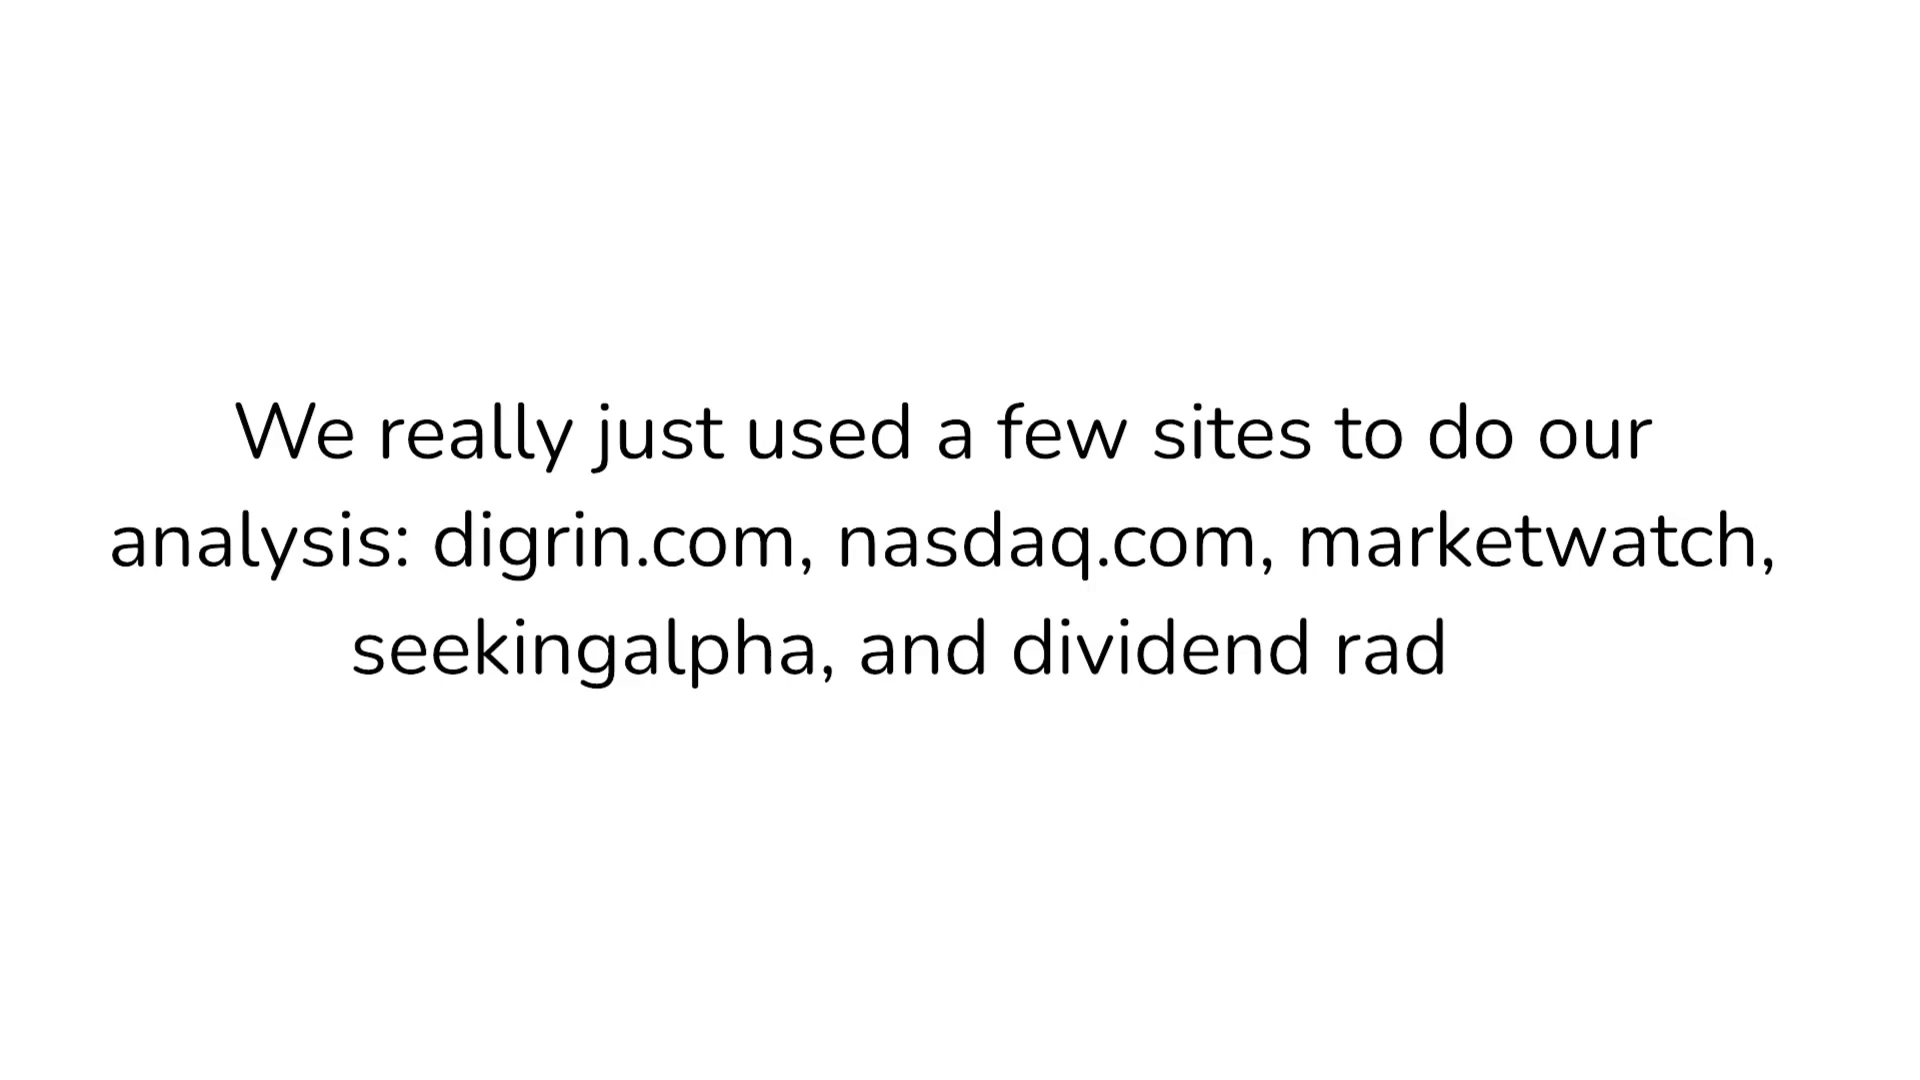 We really just used a few sites to do our
analysis: digrin.com, nasdaq.com, marketwatch,
seekingalpha, and dividend rad